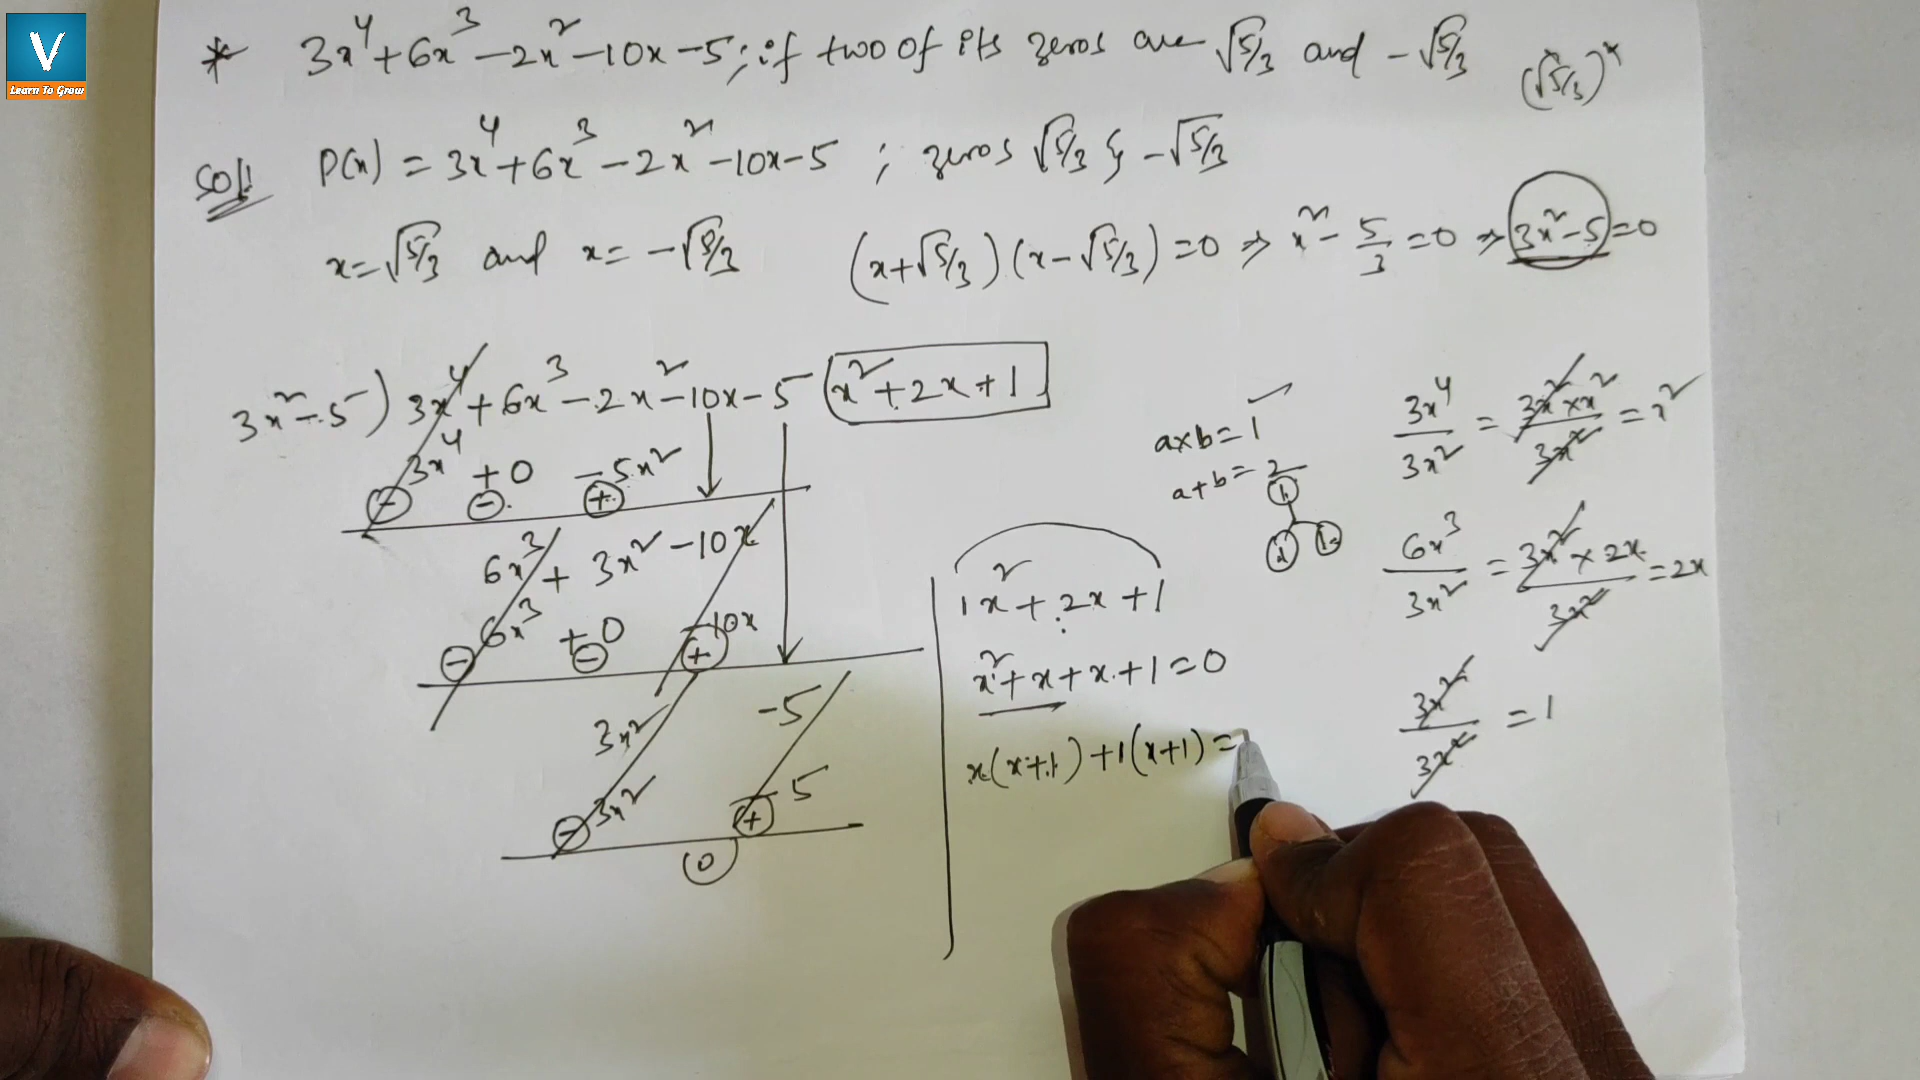 V
Learn To Grow
* 3x⁴+6x³-2x²-10x-5; if two of its zeros are √5/3 and -√5/3
(√5/3)²
Sol: P(x) = 3x⁴+6x³-2x²-10x-5 ; zeros √5/3 & -√5/3
x=√5/3 and x= -√5/3 (x+√5/3)(x-√5/3)=0 ⇒ x²-5/3=0 ⇒ 3x²-5=0
3x²-5) 3x⁴+6x³-2x²-10x-5 (x²+2x+1
3x⁴ +0 -5x²
(-) (-) (+)
6x³ + 3x² -10x
6x³ +0 -10x
(-) (-) (+)
3x² -5
3x² -5
(-) (+)
(0)
axb=1
a+b=2
1x²+2x+1
x²+x+x+1=0
x(x+1)+1(x+1)=
3x⁴/3x² = 3x²×x²/3x² = x²
6x³/3x² = 3x²×2x/3x² = 2x
3x²/3x² = 1